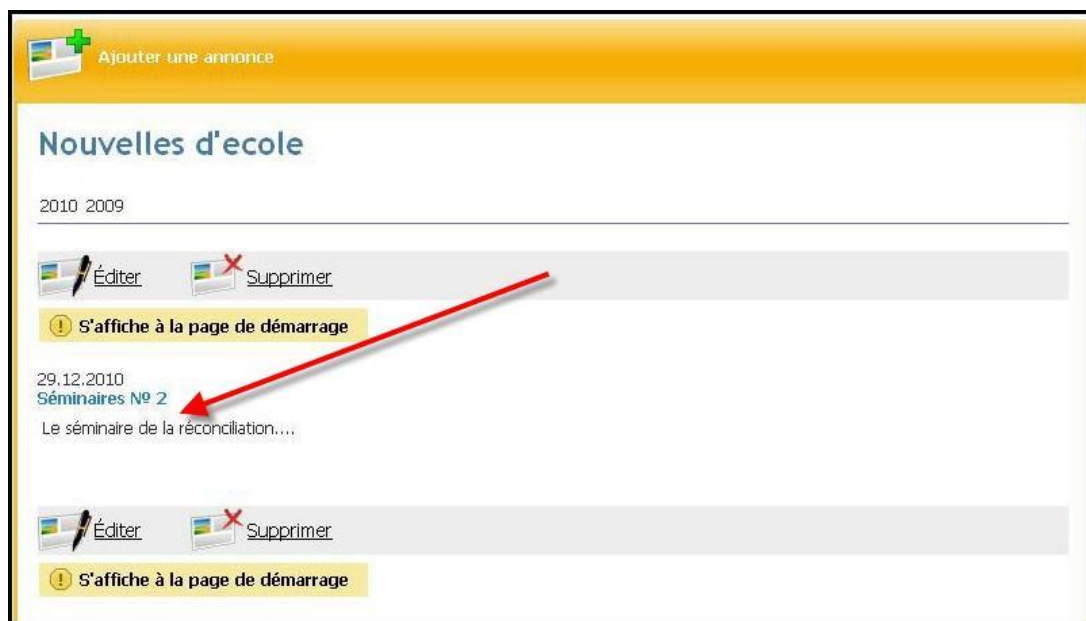 Ajouter une annonce
Nouvelles d'ecole
2010 2009
Éditer Supprimer
S'affiche à la page de démarrage
29.12.2010
Séminaires № 2
Le séminaire de la réconciliation....
Éditer Supprimer
S'affiche à la page de démarrage